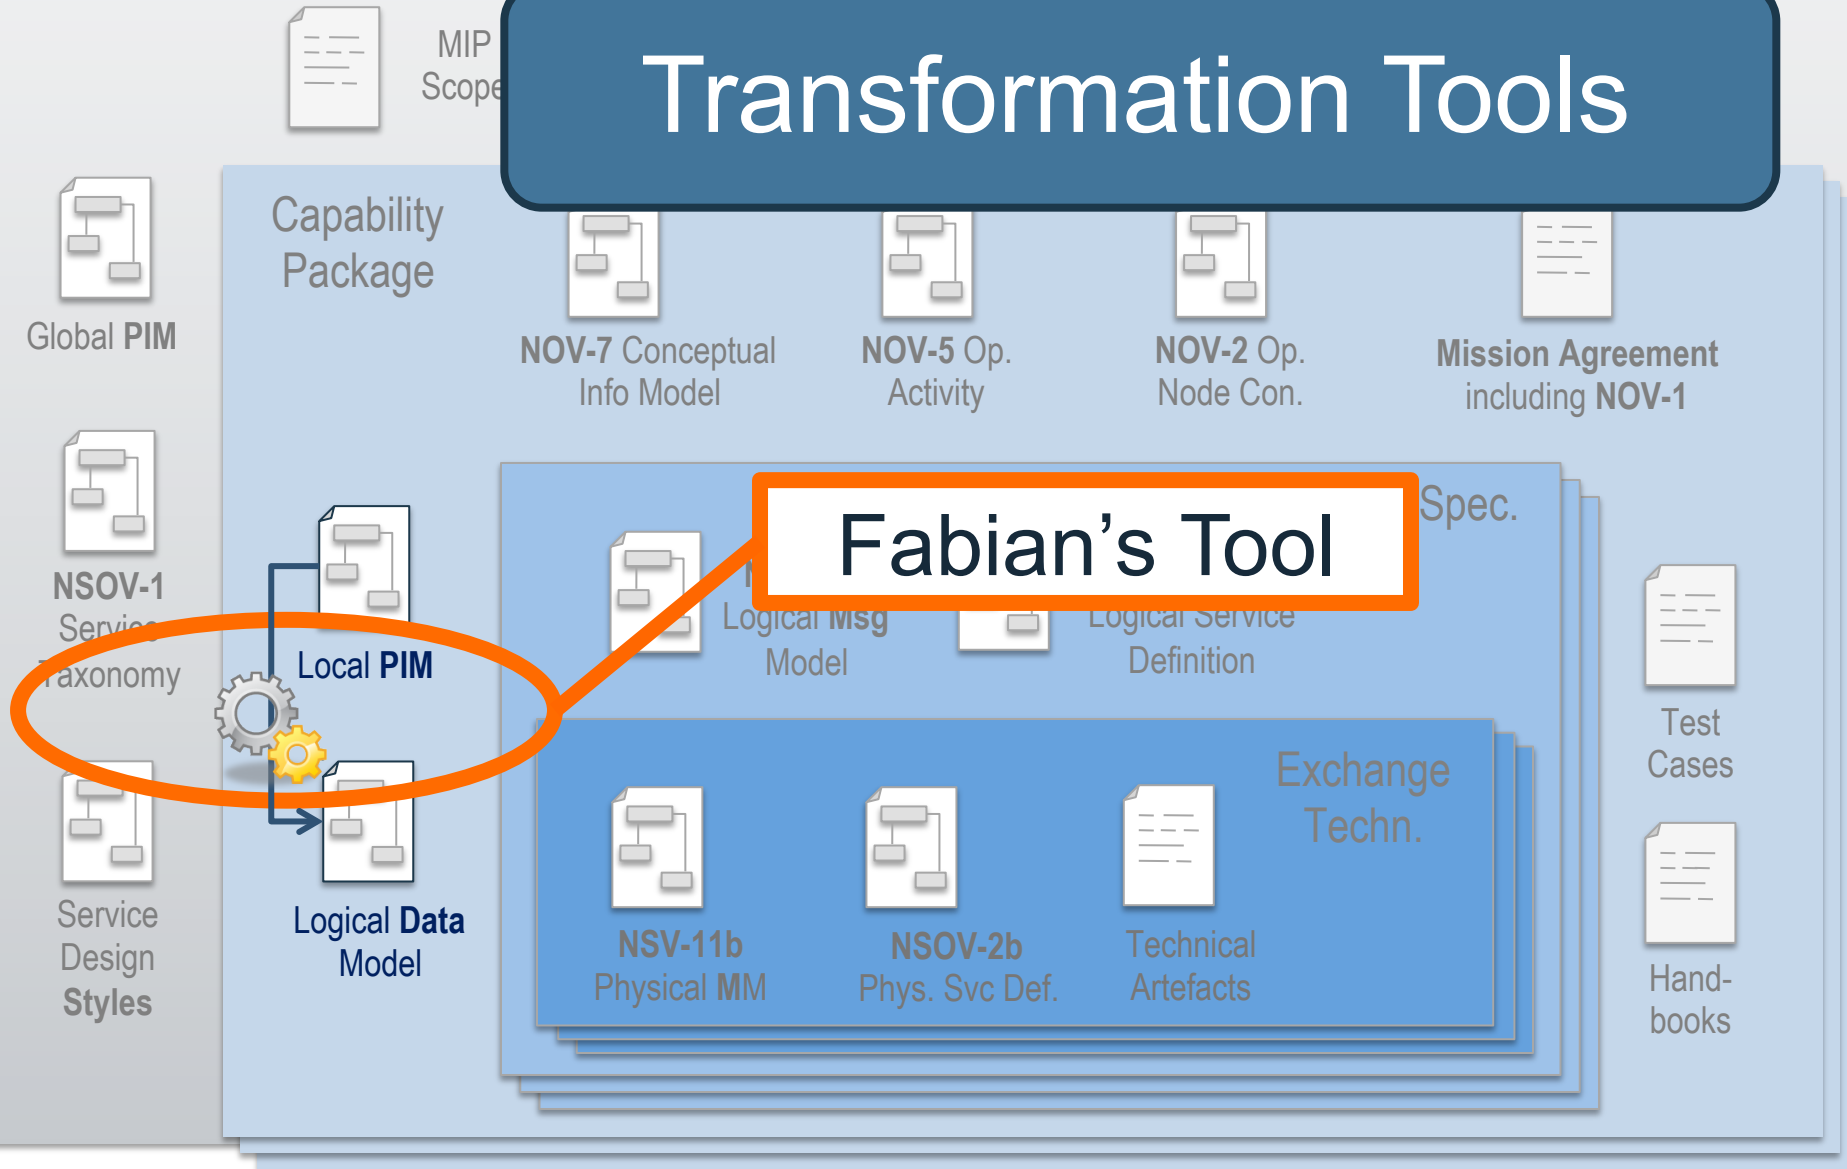 MIP
Scope
Transformation Tools
Capability
Package
Global PIM
NOV-7 Conceptual
Info Model
NOV-5 Op.
Activity
NOV-2 Op.
Node Con.
Mission Agreement
including NOV-1
Spec.
Fabian’s Tool
NSOV-1
Service
Taxonomy
Local PIM
Logical Msg
Model
Logical Service
Definition
Test
Cases
Exchange
Techn.
Service
Design
Styles
Logical Data
Model
NSV-11b
Physical MM
NSOV-2b
Phys. Svc Def.
Technical
Artefacts
Hand-
books